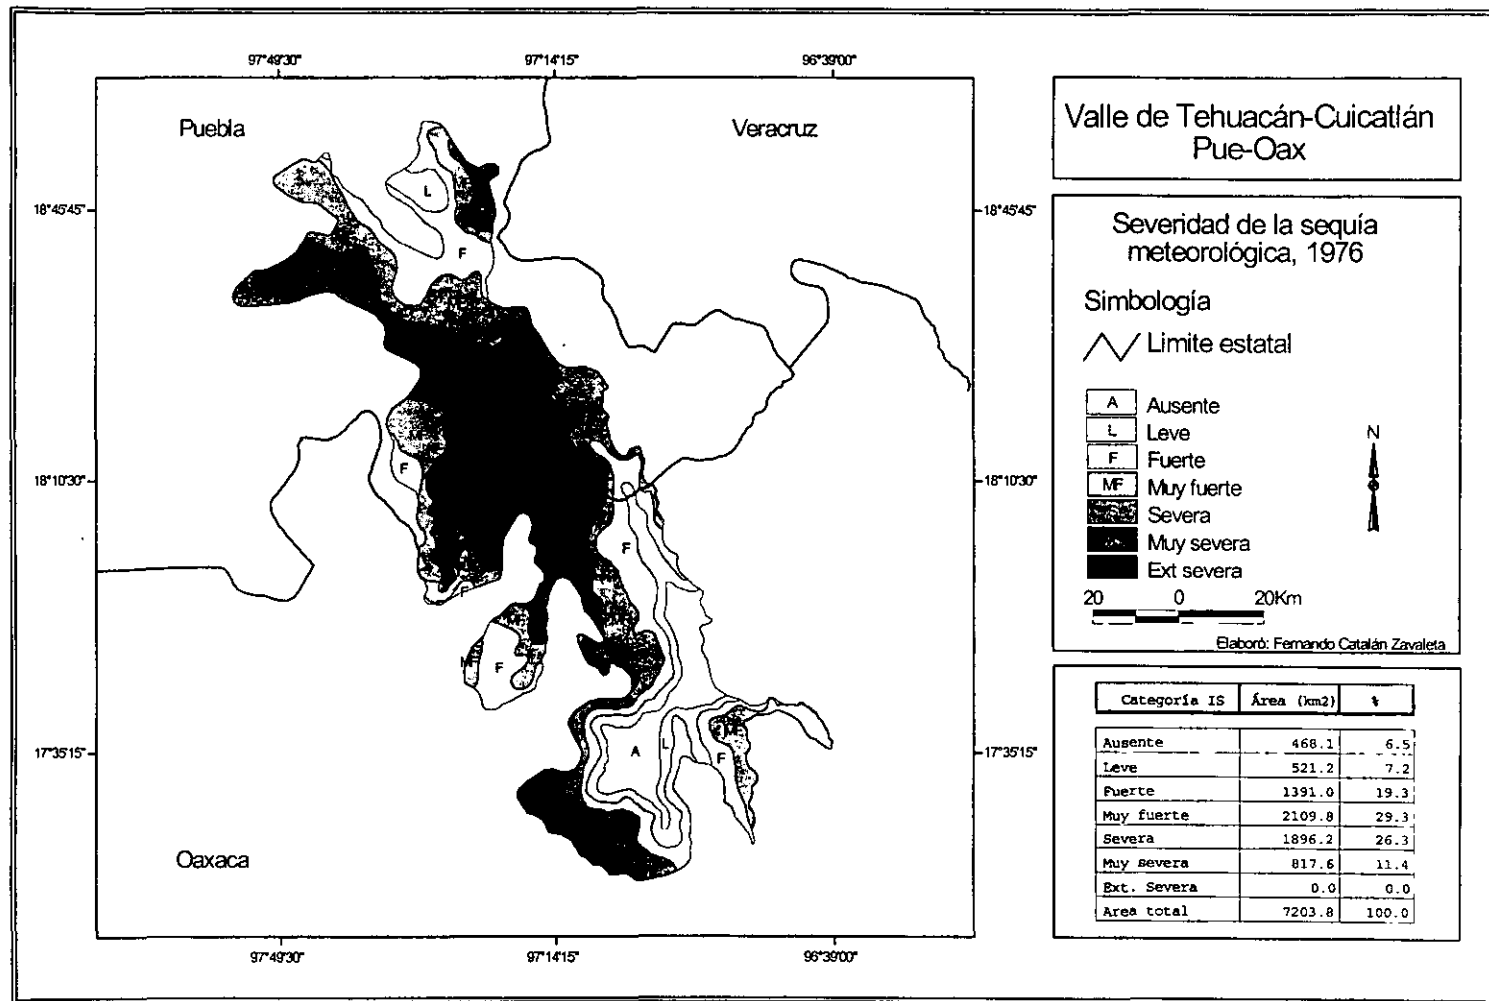 97°49'30"
97°14'15"
96°39'00"
Puebla
Veracruz
L
MF
18°45'45"
18°45'45"
F
F
18°10'30"
18°10'30"
F
F
F
MF
F
A
L
F
17°35'15"
17°35'15"
Oaxaca
97°49'30"
97°14'15"
96°39'00"
Valle de Tehuacán-Cuicatlán
Pue-Oax
Severidad de la sequía
meteorológica, 1976
Simbología
Limite estatal
A Ausente
L Leve
F Fuerte
MF Muy fuerte
Severa
Muy severa
Ext severa
N
20 0 20Km
Elaboró: Fernando Catalán Zavaleta
Categoría IS Área (km2) %
Ausente 468.1 6.5
Leve 521.2 7.2
Fuerte 1391.0 19.3
Muy fuerte 2109.8 29.3
Severa 1896.2 26.3
Muy severa 817.6 11.4
Ext. Severa 0.0 0.0
Area total 7203.8 100.0